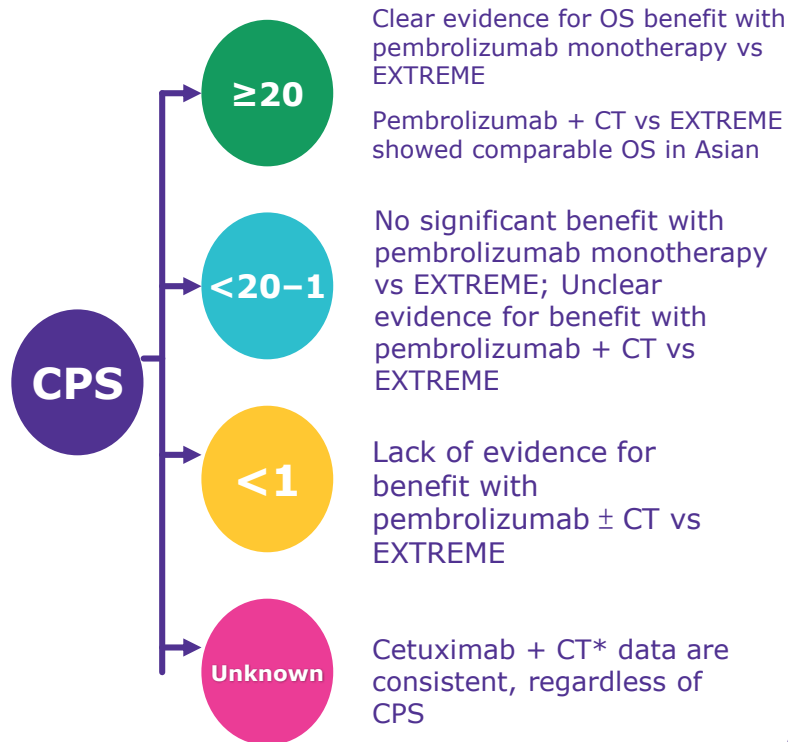 Clear evidence for OS benefit with
pembrolizumab monotherapy vs
EXTREME
≥20
Pembrolizumab + CT vs EXTREME
showed comparable OS in Asian
No significant benefit with
pembrolizumab monotherapy
<20–1
vs EXTREME; Unclear
evidence for benefit with
pembrolizumab + CT vs
EXTREME
CPS
Lack of evidence for
<1
benefit with
pembrolizumab ± CT vs
EXTREME
Unknown
Cetuximab + CT* data are
consistent, regardless of
CPS